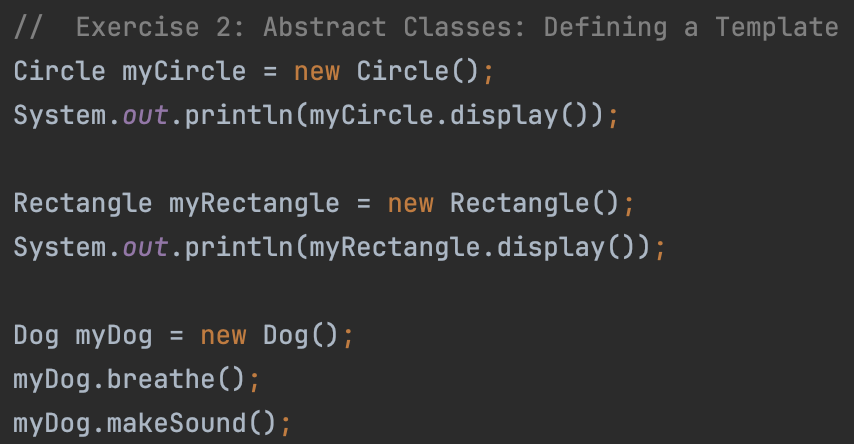 //  Exercise 2: Abstract Classes: Defining a Template
Circle myCircle = new Circle();
System.out.println(myCircle.display());
Rectangle myRectangle = new Rectangle();
System.out.println(myRectangle.display());
Dog myDog = new Dog();
myDog.breathe();
myDog.makeSound();